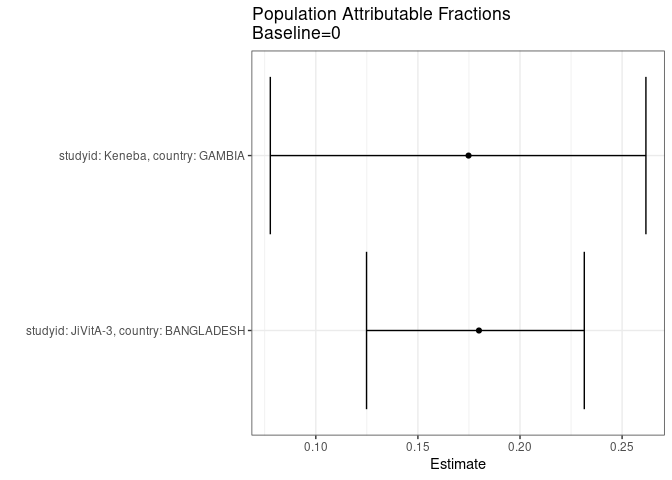 Population Attributable Fractions
Baseline=0
studyid: Keneba, country: GAMBIA
studyid: JiVitA-3, country: BANGLADESH
0.10
0.15
0.20
0.25
Estimate